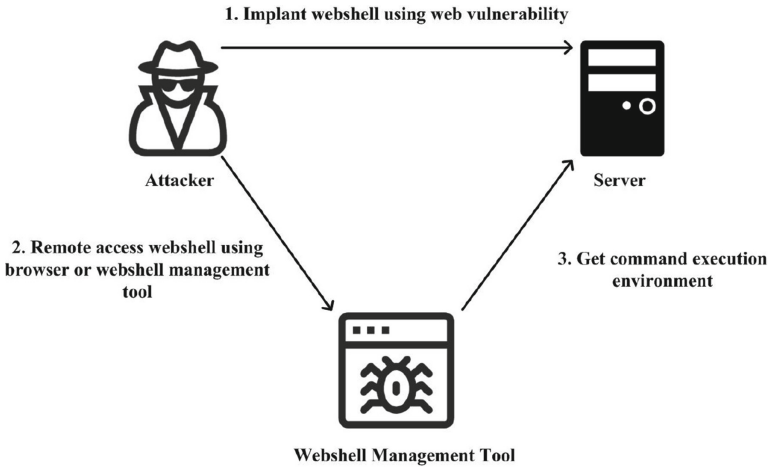 1. Implant webshell using web vulnerability
Attacker
Server
2. Remote access webshell using
browser or webshell management
tool
3. Get command execution
environment
Webshell Management Tool